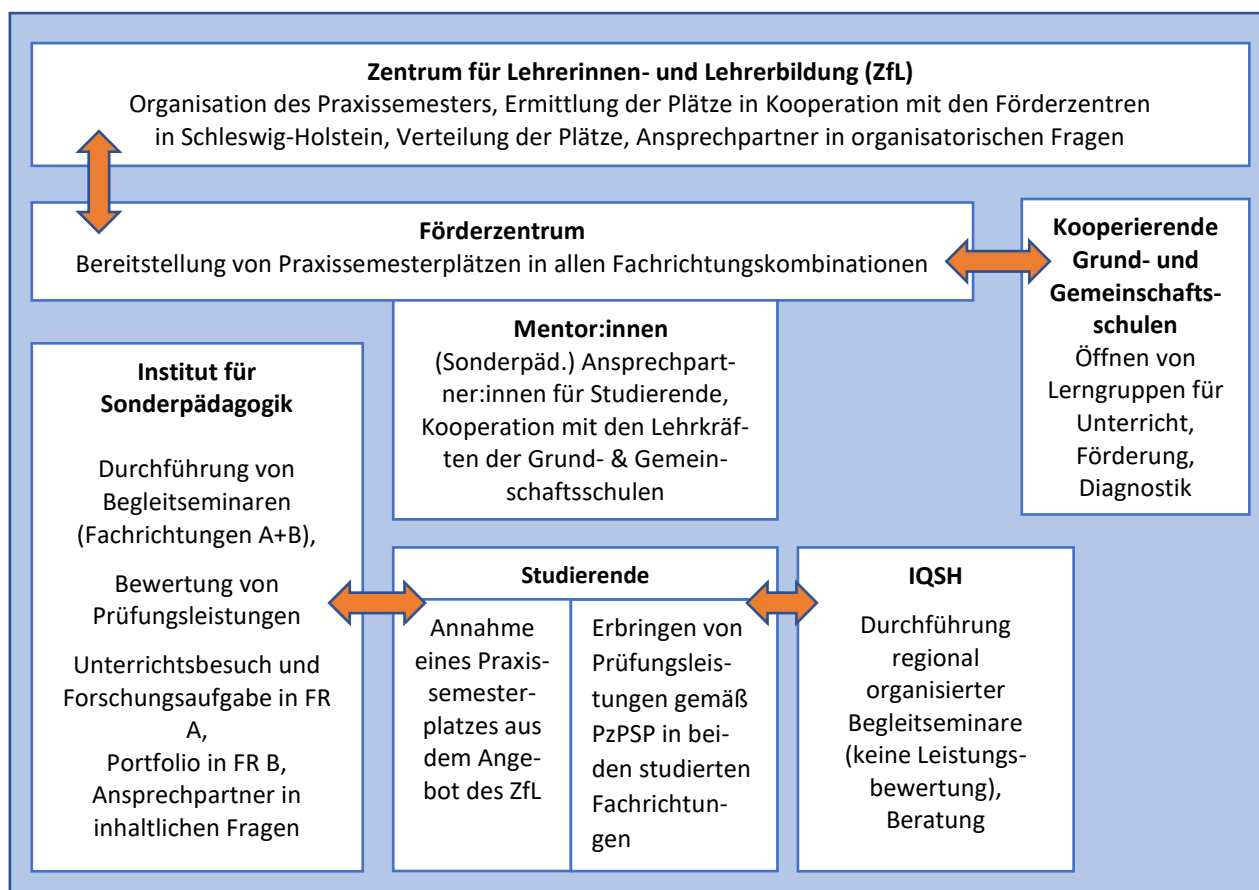 Zentrum für Lehrerinnen- und Lehrerbildung (ZfL)
Organisation des Praxissemesters, Ermittlung der Plätze in Kooperation mit den Förderzentren
in Schleswig-Holstein, Verteilung der Plätze, Ansprechpartner in organisatorischen Fragen
Förderzentrum
Bereitstellung von Praxissemesterplätzen in allen Fachrichtungskombinationen
Kooperierende
Grund- und
Gemeinschafts-
schulen
Öffnen von
Lerngruppen für
Unterricht,
Förderung,
Diagnostik
Mentor:innen
(Sonderpäd.) Ansprechpart-
ner:innen für Studierende,
Kooperation mit den Lehrkräf-
ten der Grund- & Gemein-
schaftsschulen
Institut für
Sonderpädagogik
Durchführung von
Begleitseminaren
(Fachrichtungen A+B),
Bewertung von
Prüfungsleistungen
Unterrichtsbesuch und
Forschungsaufgabe in FR
A,
Portfolio in FR B,
Ansprechpartner in
inhaltlichen Fragen
Studierende
Annahme
eines Praxis-
semester-
platzes aus
dem Ange-
bot des ZfL
Erbringen von
Prüfungsleis-
tungen gemäß
PzPSP in bei-
den studierten
Fachrichtun-
gen
IQSH
Durchführung
regional
organisierter
Begleitseminare
(keine Leistungs-
bewertung),
Beratung